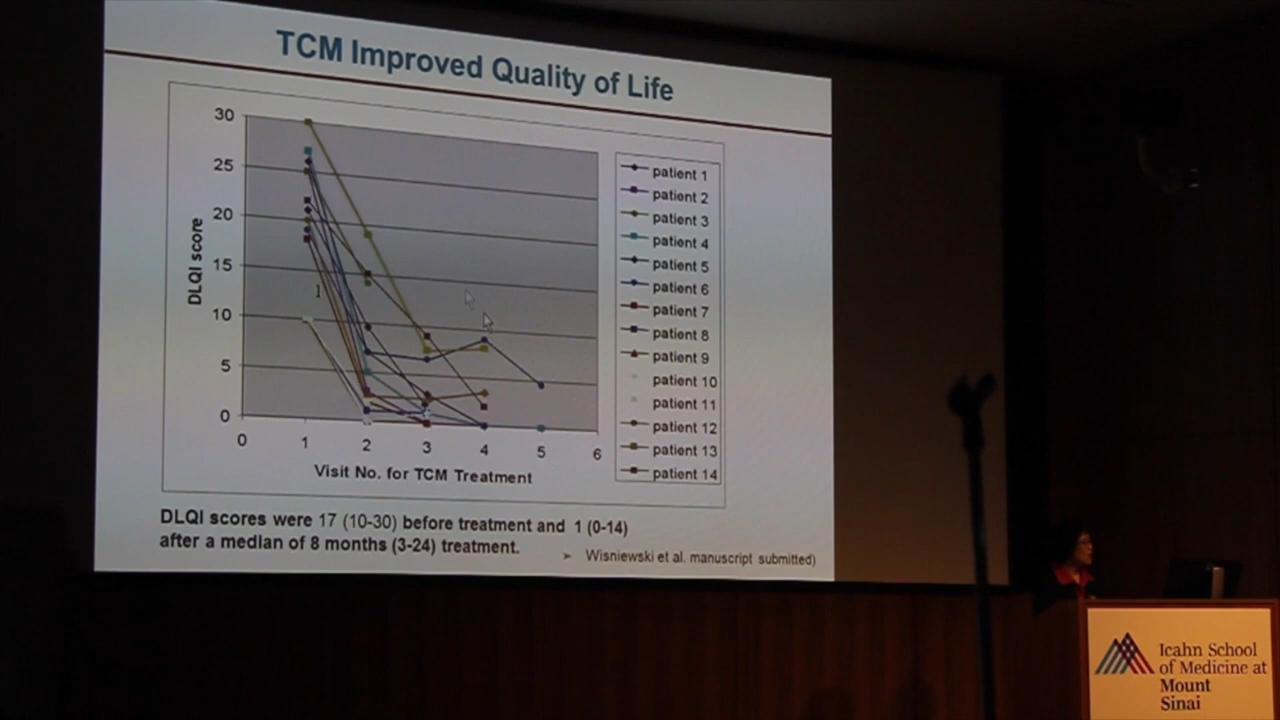 TCM Improved Quality of Life
30
25
20
15
10
5
0
DLQI score
1
0 1 2 3 4 5 6
Visit No. for TCM Treatment
patient 1
patient 2
patient 3
patient 4
patient 5
patient 6
patient 7
patient 8
patient 9
patient 10
patient 11
patient 12
patient 13
patient 14
DLQI scores were 17 (10-30) before treatment and 1 (0-14)
after a median of 8 months (3-24) treatment.
➢ Wisniewski et al. manuscript submitted)
Icahn School
of Medicine at
Mount
Sinai